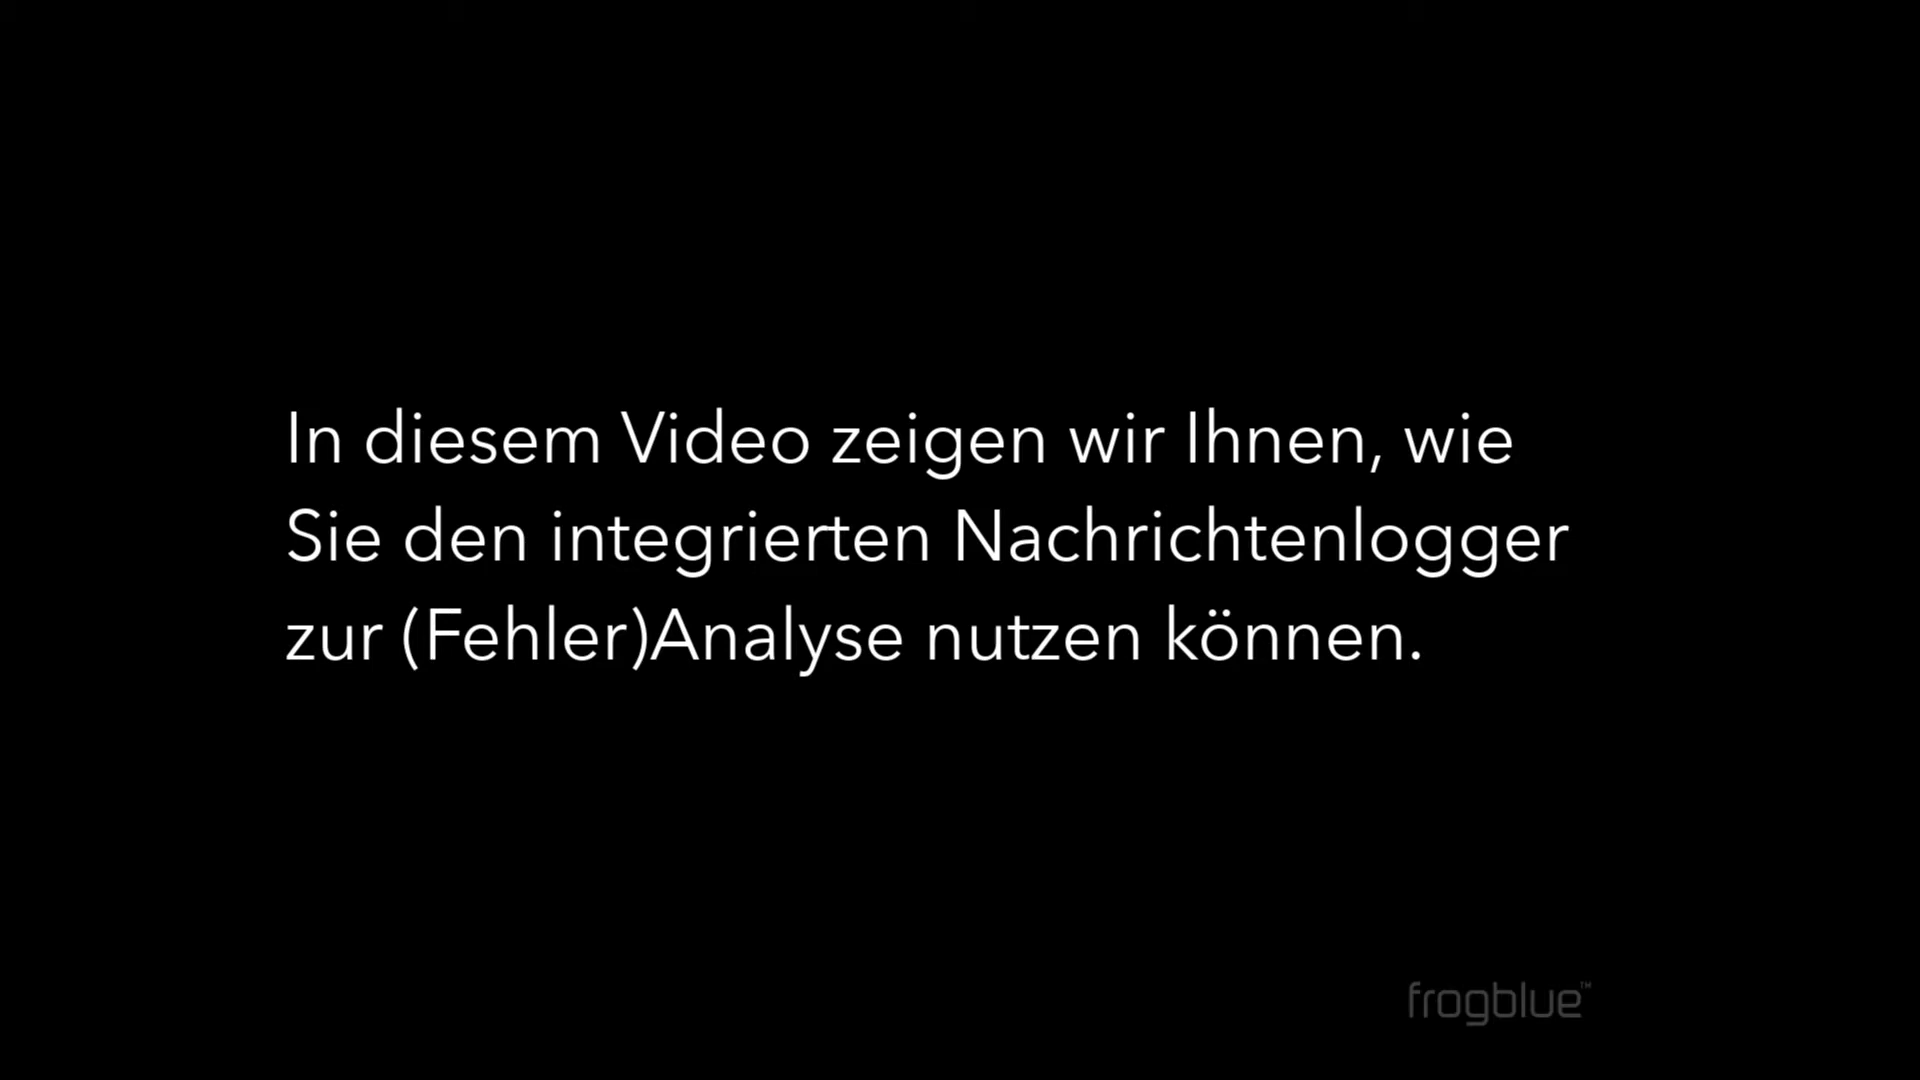 In diesem Video zeigen wir Ihnen, wie
Sie den integrierten Nachrichtenlogger
zur (Fehler)Analyse nutzen können.
frogblue™